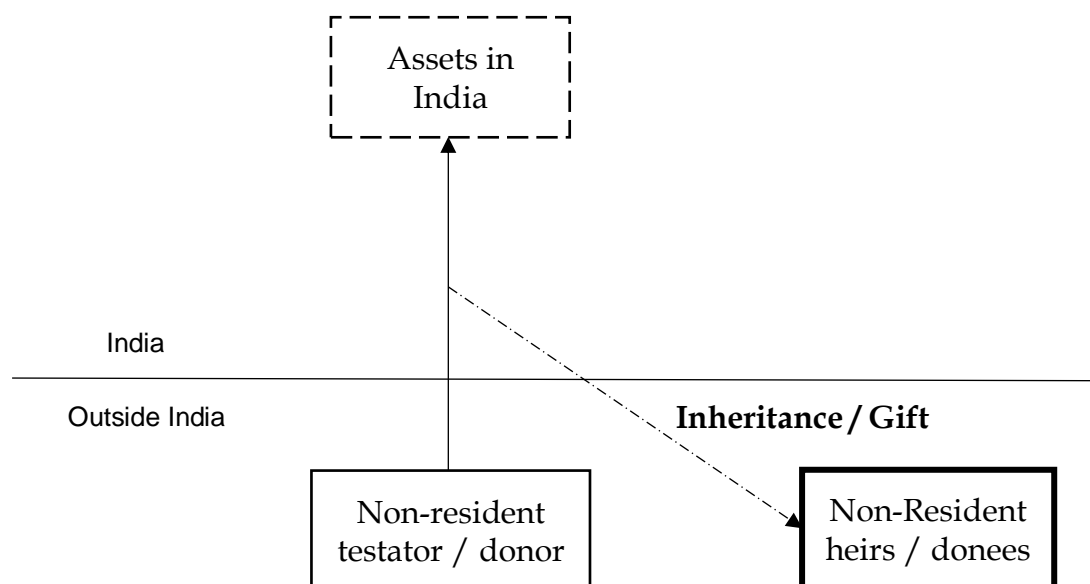 Assets in
India
India
Outside India
Inheritance / Gift
Non-resident
testator / donor
Non-Resident
heirs / donees